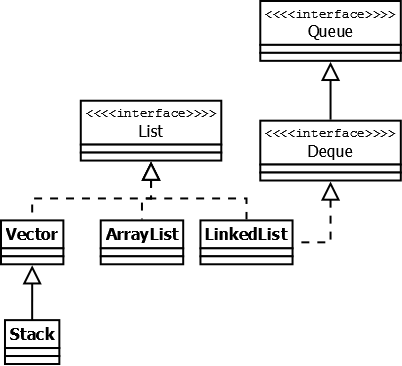 <<<<interface>>>>
Queue
<<<<interface>>>>
List
<<<<interface>>>>
Deque
Vector
ArrayList
LinkedList
Stack